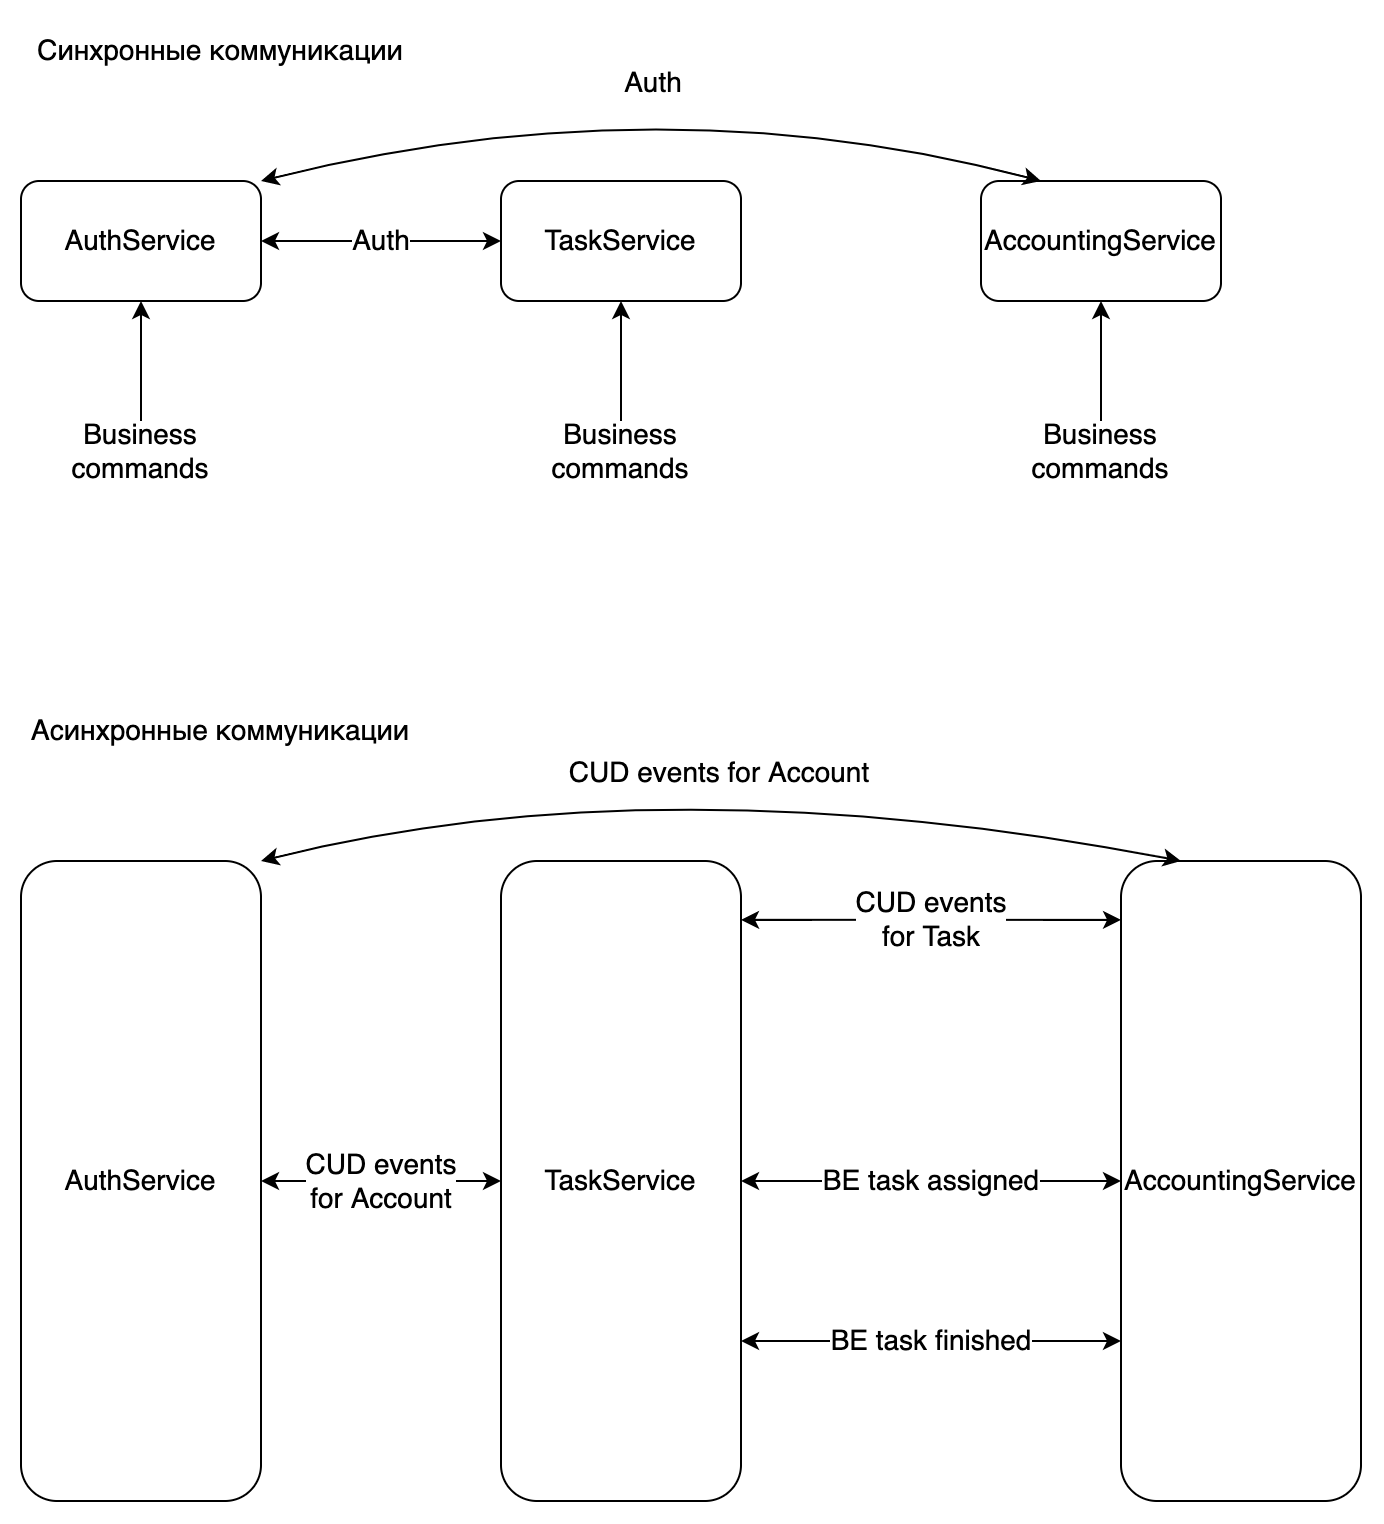 Синхронные коммуникации
Auth
AuthService
Auth
TaskService
AccountingService
Business
commands
Business
commands
Business
commands
Асинхронные коммуникации
CUD events for Account
CUD events
for Task
AuthService
CUD events
for Account
TaskService
BE task assigned
AccountingService
BE task finished